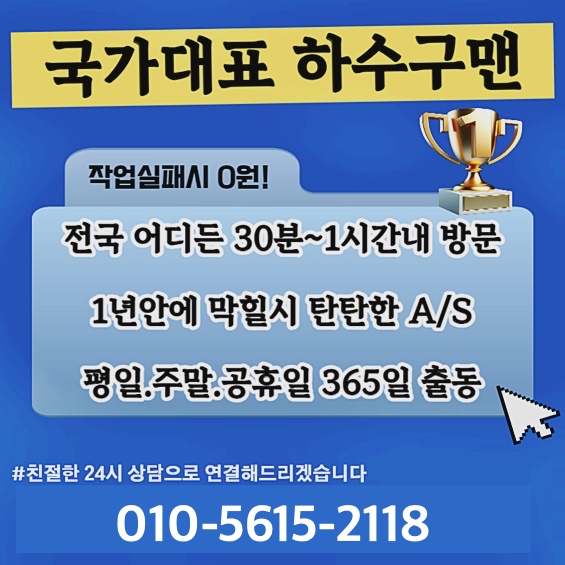 국가대표 하수구맨
1
작업실패시 0원!
전국 어디든 30분~1시간내 방문
1년안에 막힐시 탄탄한 A/S
평일.주말.공휴일 365일 출동
#친절한 24시 상담으로 연결해드리겠습니다
010-5615-2118